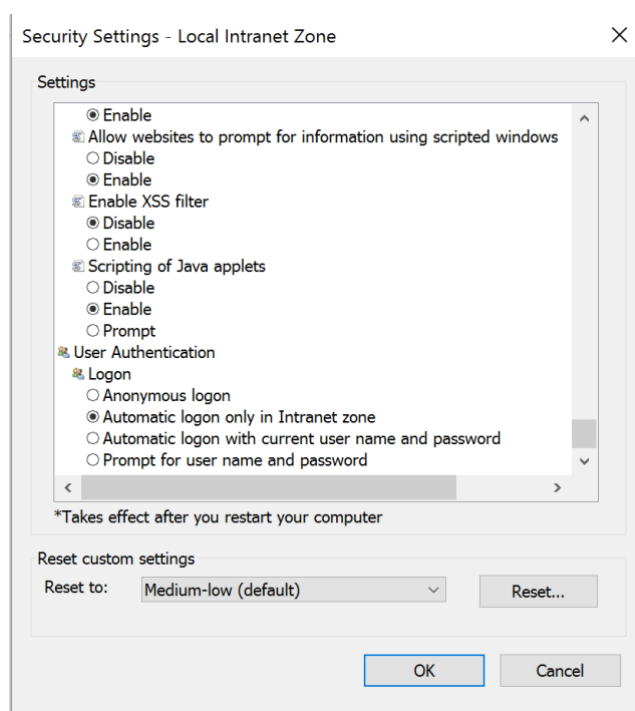 Security Settings - Local Intranet Zone
Settings
Enable
Allow websites to prompt for information using scripted windows
Disable
Enable
Enable XSS filter
Disable
Enable
Scripting of Java applets
Disable
Enable
Prompt
User Authentication
Logon
Anonymous logon
Automatic logon only in Intranet zone
Automatic logon with current user name and password
Prompt for user name and password
*Takes effect after you restart your computer
Reset custom settings
Reset to: Medium-low (default) Reset...
OK Cancel